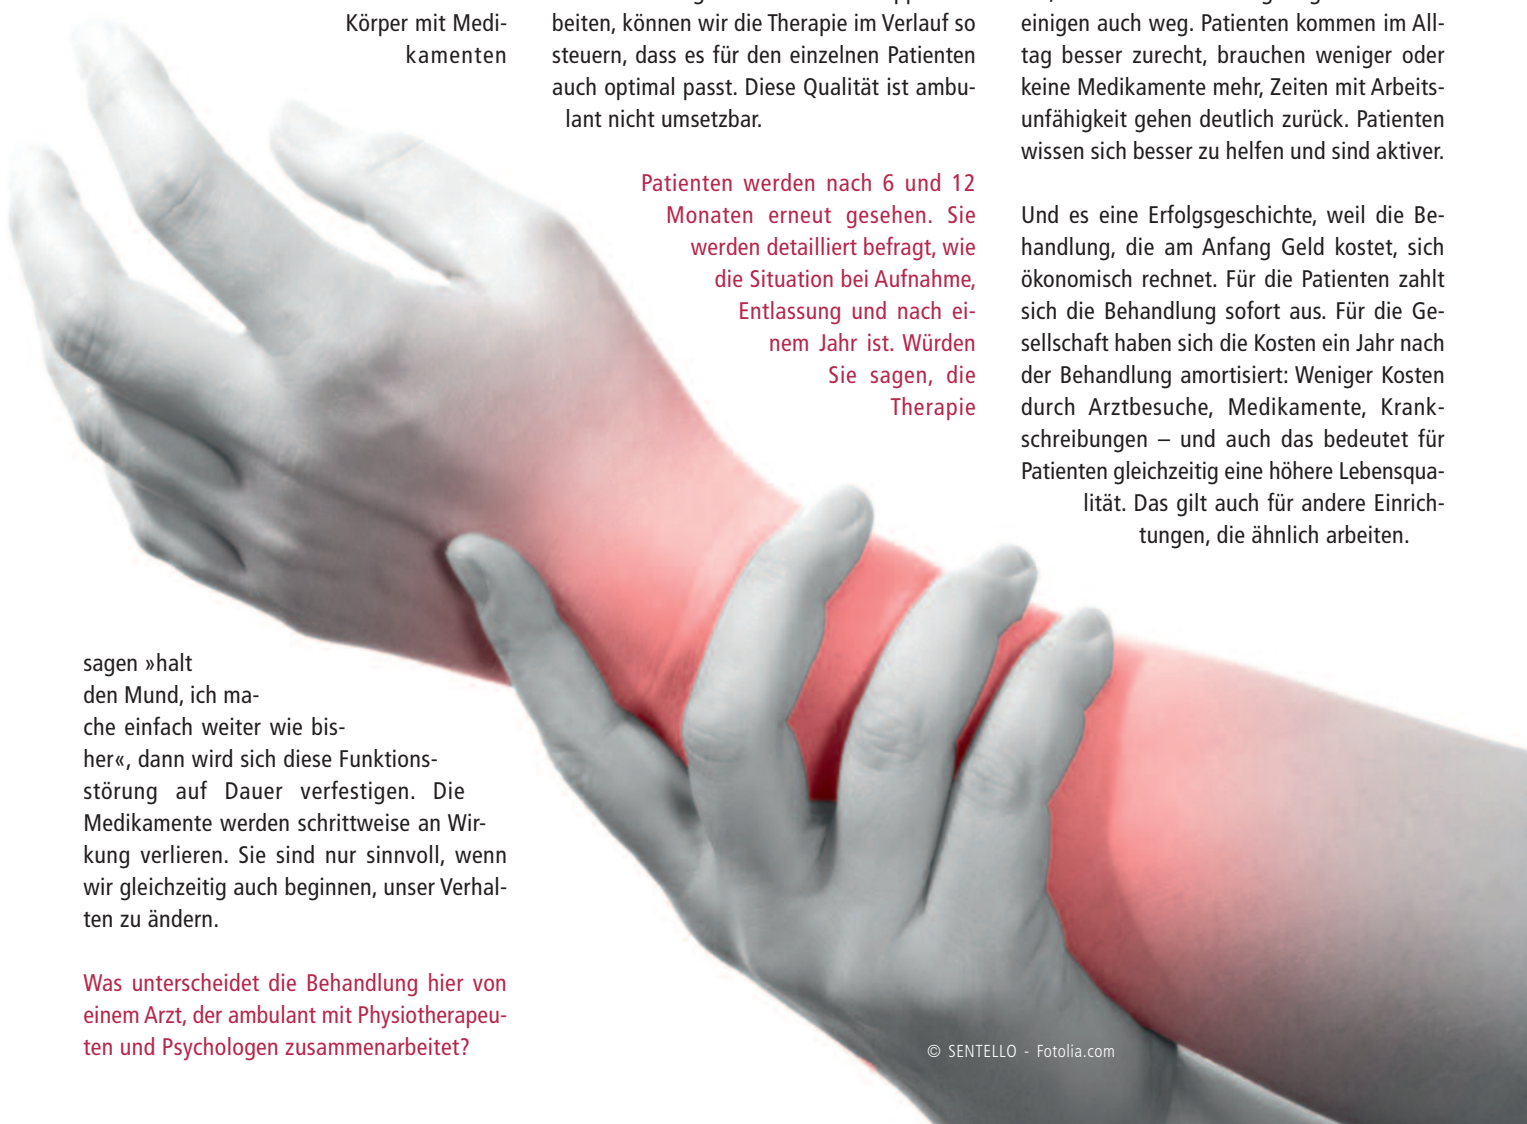 Körper mit Medi-
kamenten
sagen »halt
den Mund, ich ma-
che einfach weiter wie bis-
her«, dann wird sich diese Funktions-
störung auf Dauer verfestigen. Die
Medikamente werden schrittweise an Wir-
kung verlieren. Sie sind nur sinnvoll, wenn
wir gleichzeitig auch beginnen, unser Verhal-
ten zu ändern.
Was unterscheidet die Behandlung hier von
einem Arzt, der ambulant mit Physiotherapeu-
ten und Psychologen zusammenarbeitet?
beiten, können wir die Therapie im Verlauf so
steuern, dass es für den einzelnen Patienten
auch optimal passt. Diese Qualität ist ambu-
lant nicht umsetzbar.
Patienten werden nach 6 und 12
Monaten erneut gesehen. Sie
werden detailliert befragt, wie
die Situation bei Aufnahme,
Entlassung und nach ei-
nem Jahr ist. Würden
Sie sagen, die
Therapie
einigen auch weg. Patienten kommen im All-
tag besser zurecht, brauchen weniger oder
keine Medikamente mehr, Zeiten mit Arbeits-
unfähigkeit gehen deutlich zurück. Patienten
wissen sich besser zu helfen und sind aktiver.
Und es eine Erfolgsgeschichte, weil die Be-
handlung, die am Anfang Geld kostet, sich
ökonomisch rechnet. Für die Patienten zahlt
sich die Behandlung sofort aus. Für die Ge-
sellschaft haben sich die Kosten ein Jahr nach
der Behandlung amortisiert: Weniger Kosten
durch Arztbesuche, Medikamente, Krank-
schreibungen – und auch das bedeutet für
Patienten gleichzeitig eine höhere Lebensqua-
lität. Das gilt auch für andere Einrich-
tungen, die ähnlich arbeiten.
© SENTELLO - Fotolia.com